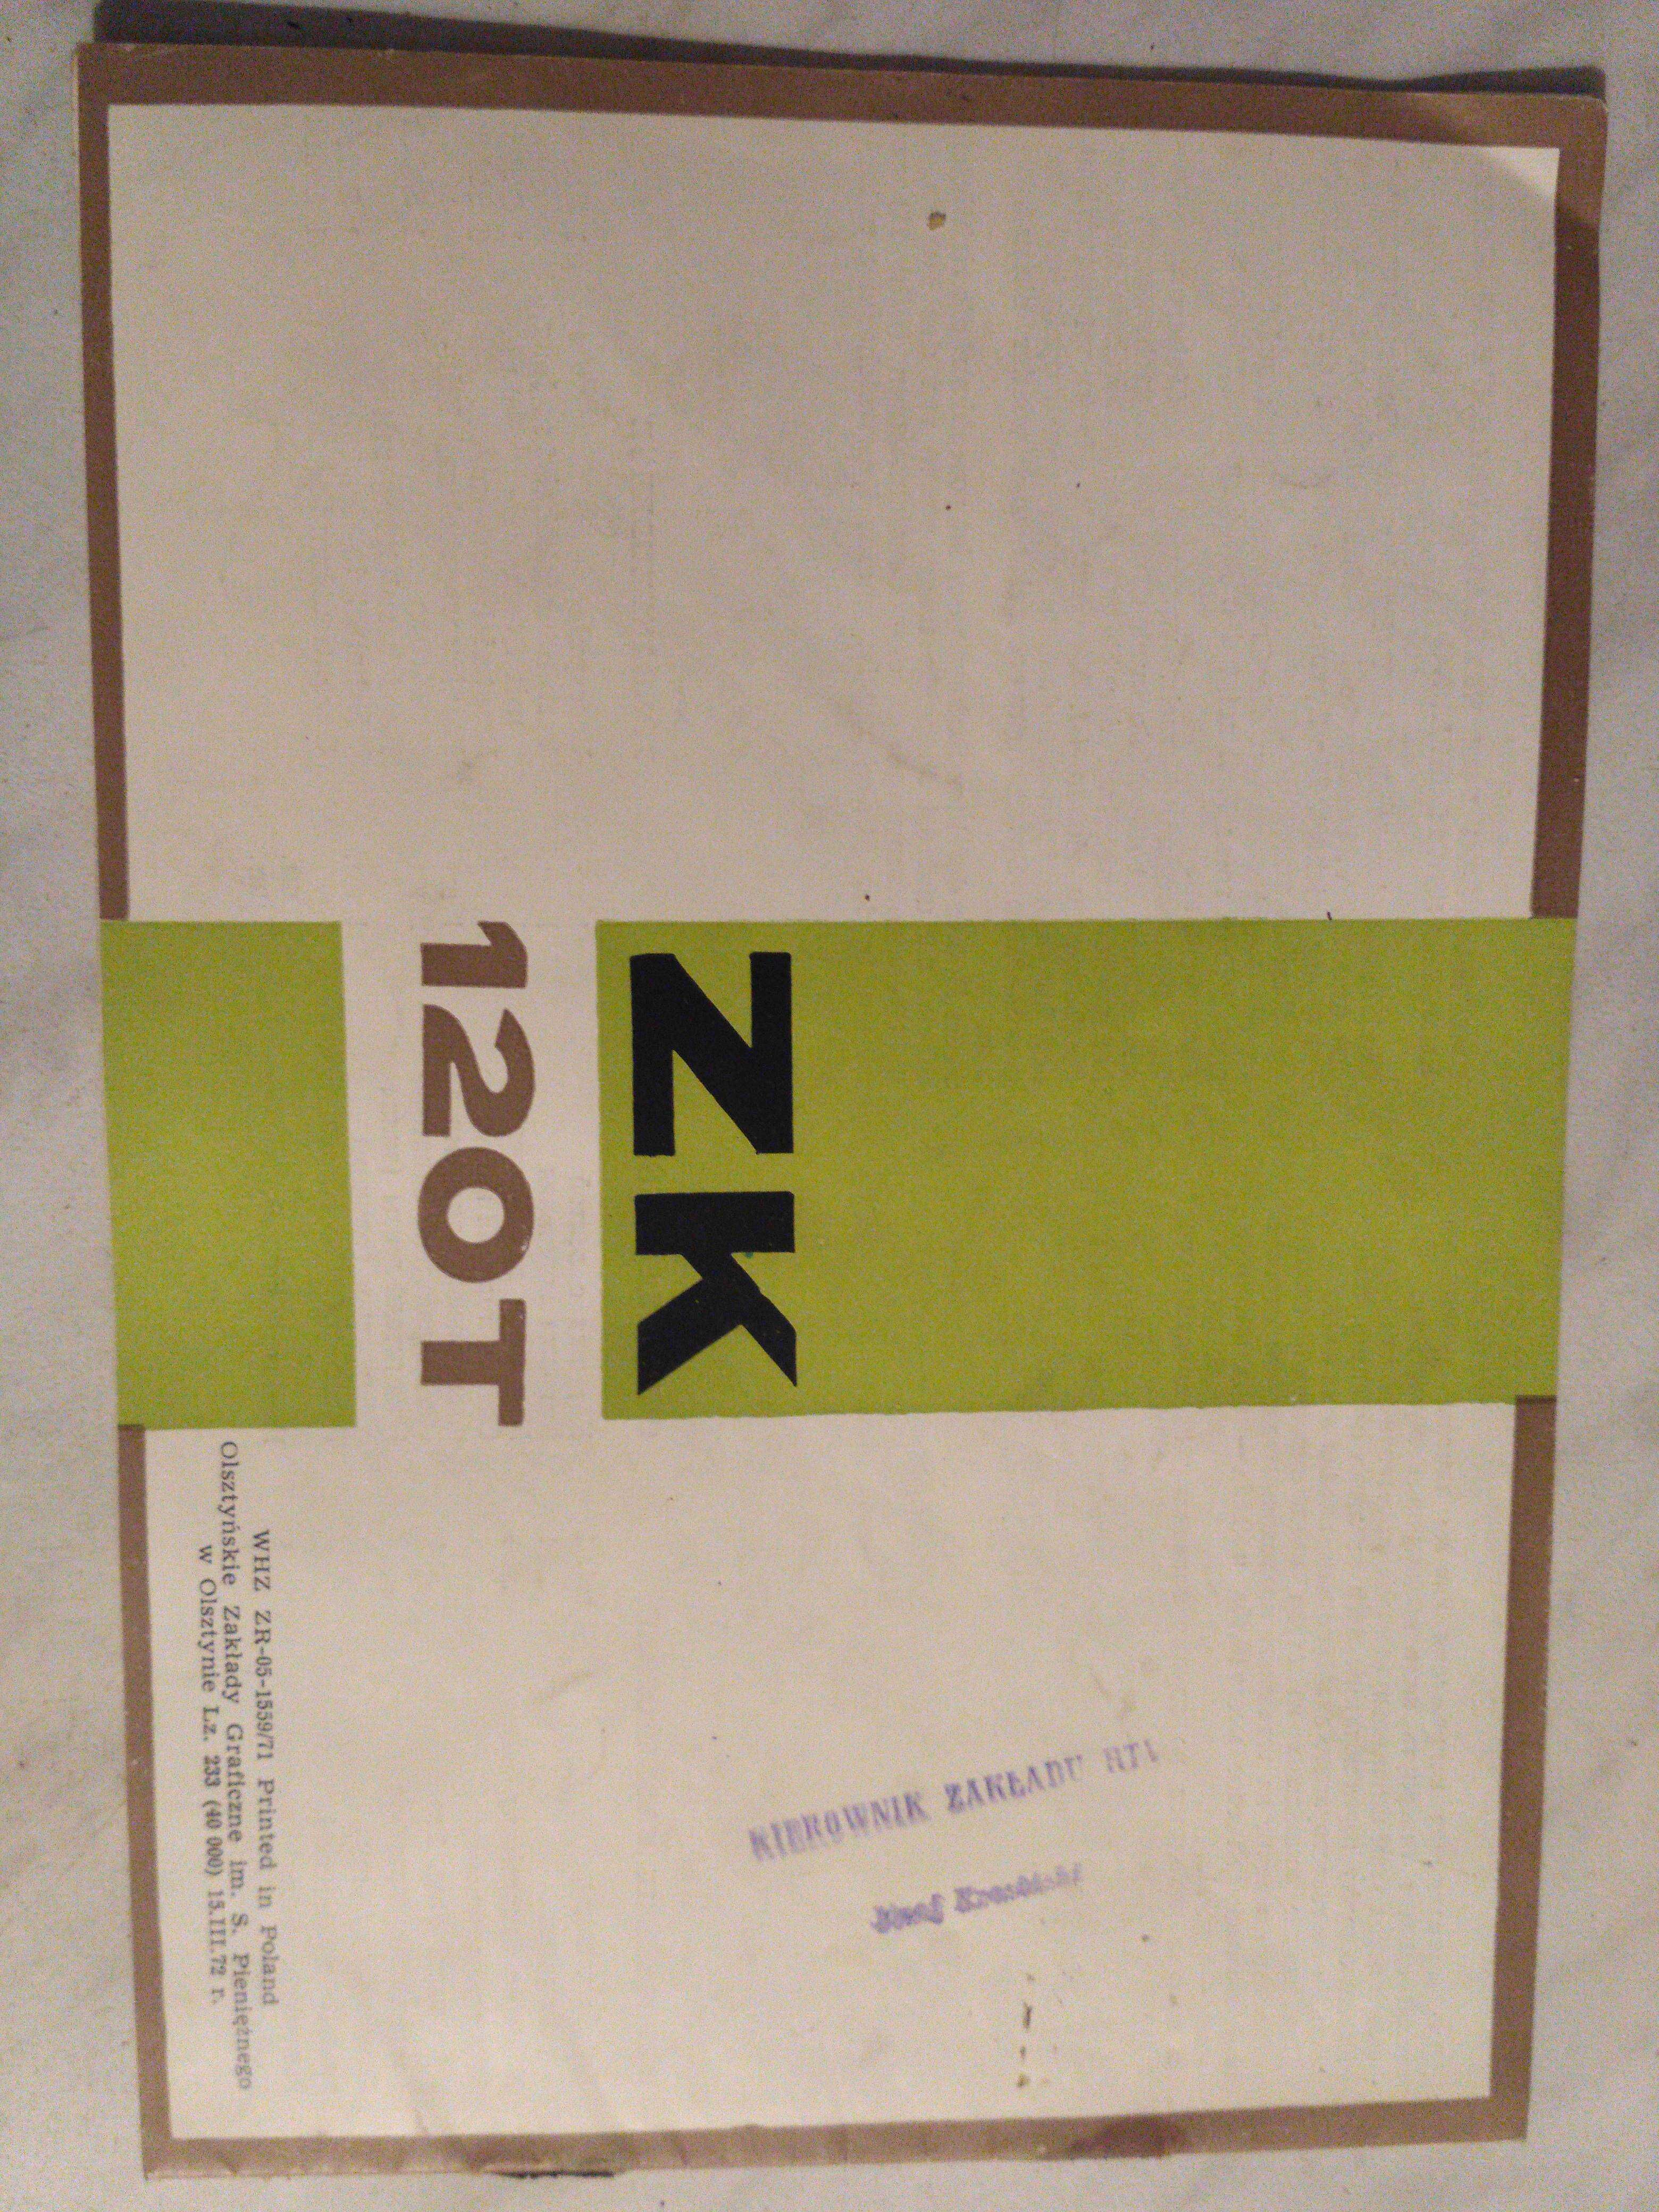 ZK
120T
WHZ ZR-05-1559/71 Printed in Poland
Olsztyńskie Zakłady Graficzne im. S. Pieniężnego
w Olsztynie Lz. 233 (40 000) 15.III.72 r.
KIEROWNIK ZAKŁADU